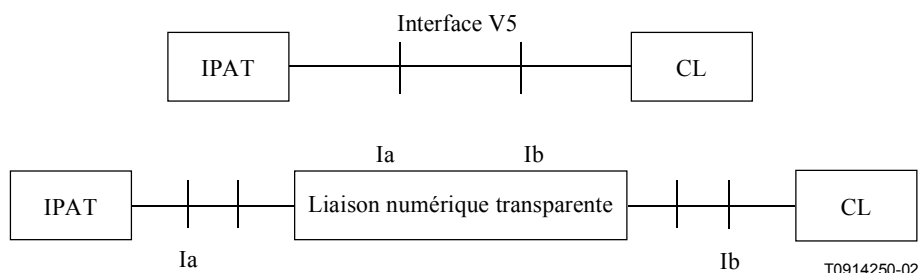 Interface V5
IPAT
CL
Ia
Ib
IPAT
Liaison numérique transparente
CL
Ia
Ib
T0914250-02